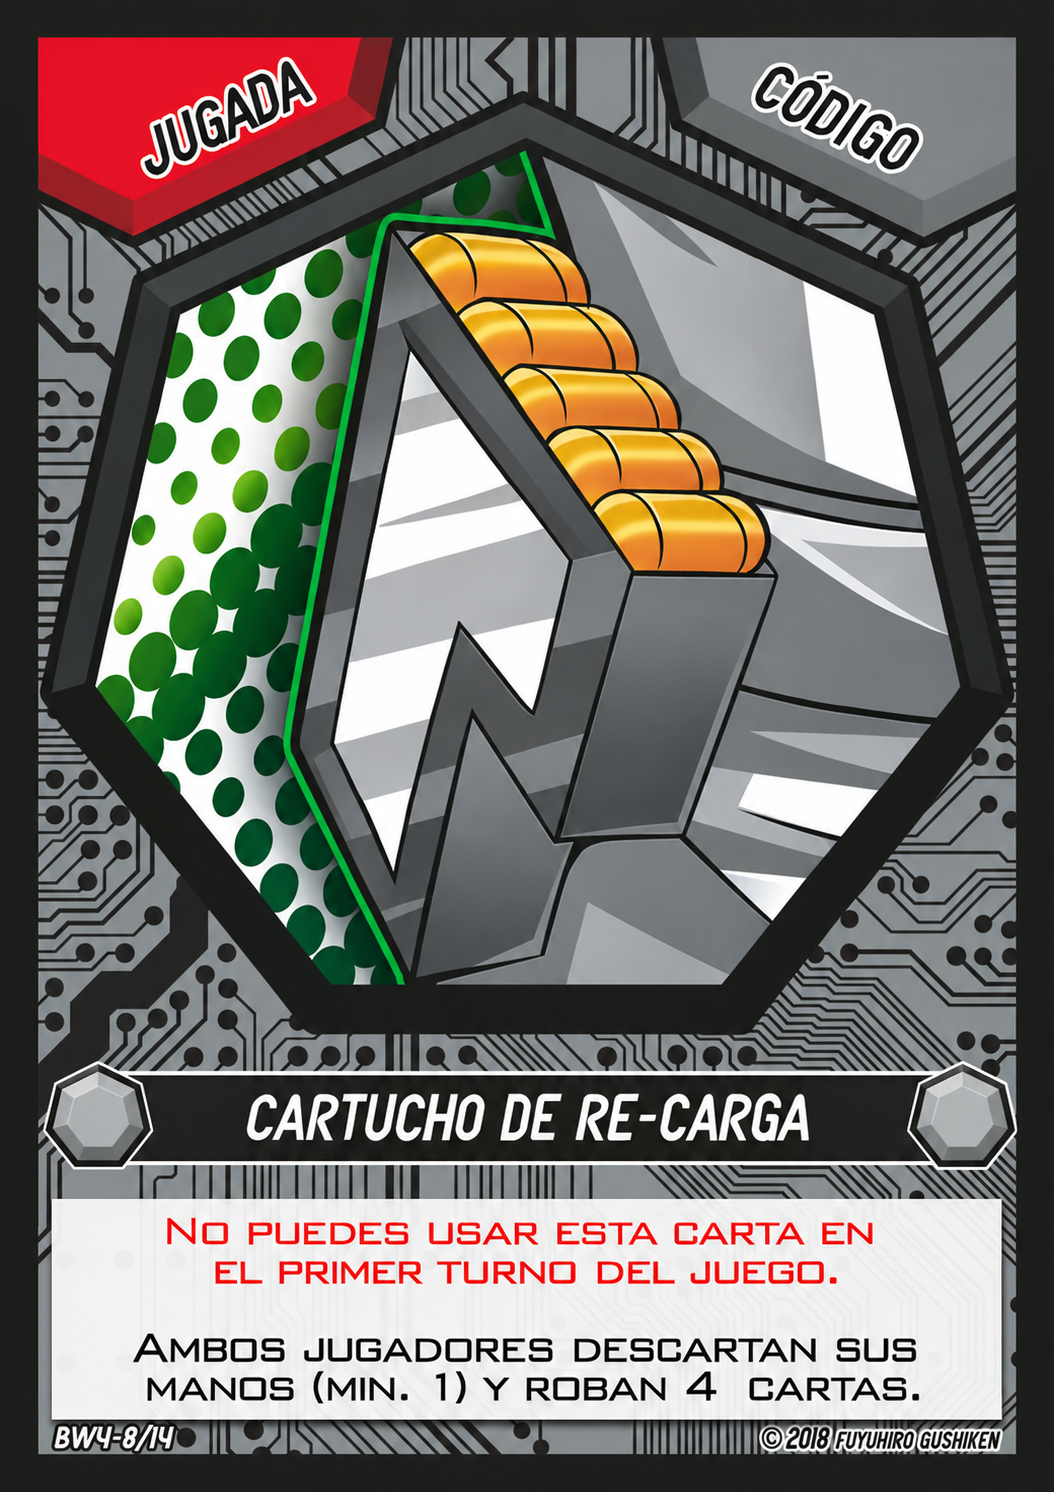 JUGADA
CÓDIGO
CARTUCHO DE RE-CARGA
NO PUEDES USAR ESTA CARTA EN
EL PRIMER TURNO DEL JUEGO.
AMBOS JUGADORES DESCARTAN SUS
MANOS (MIN. 1) Y ROBAN 4 CARTAS.
BW4-8/14
© 2018 FUYUHIRO GUSHIKEN